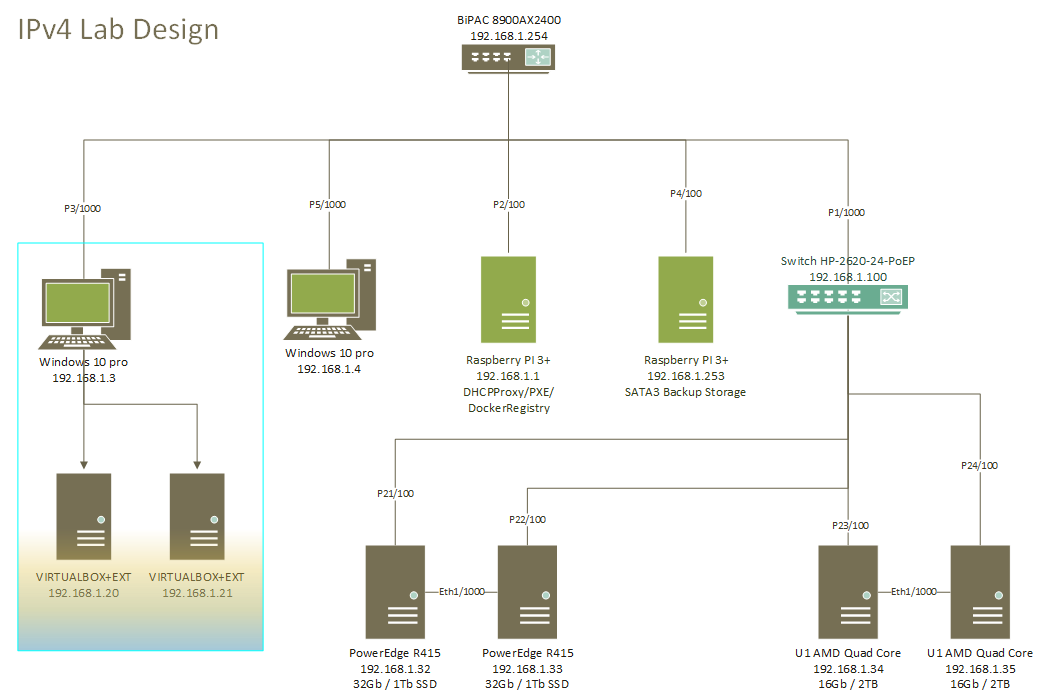 IPv4 Lab Design
BiPAC 8900AX2400
192.168.1.254
P3/1000
P5/1000
P2/100
P4/100
P1/1000
Switch HP-2620-24-PoEP
192.168.1.100
Windows 10 pro
192.168.1.3
Windows 10 pro
192.168.1.4
Raspberry PI 3+
192.168.1.1
DHCPProxy/PXE/
DockerRegistry
Raspberry PI 3+
192.168.1.253
SATA3 Backup Storage
VIRTUALBOX+EXT
192.168.1.20
VIRTUALBOX+EXT
192.168.1.21
P21/100
P22/100
P23/100
P24/100
Eth1/1000
Eth1/1000
PowerEdge R415
192.168.1.32
32Gb / 1Tb SSD
PowerEdge R415
192.168.1.33
32Gb / 1Tb SSD
U1 AMD Quad Core
192.168.1.34
16Gb / 2TB
U1 AMD Quad Core
192.168.1.35
16Gb / 2TB